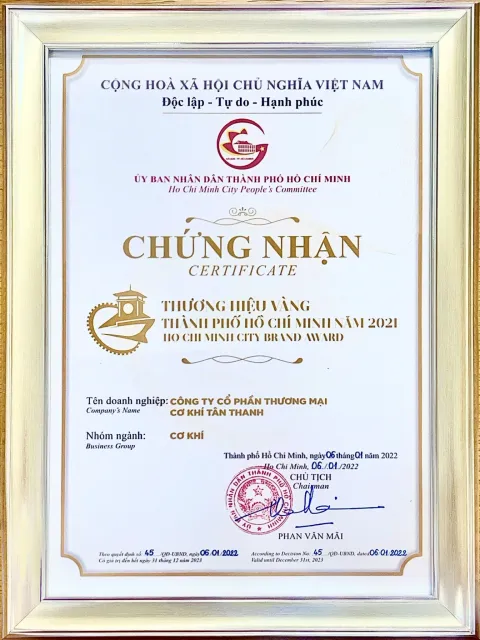 CỘNG HOÀ XÃ HỘI CHỦ NGHĨA VIỆT NAM
Độc lập - Tự do - Hạnh phúc
ỦY BAN NHÂN DÂN THÀNH PHỐ HỒ CHÍ MINH
Ho Chi Minh City People's Committee
CHỨNG NHẬN
CERTIFICATE
THƯƠNG HIỆU VÀNG
THÀNH PHỐ HỒ CHÍ MINH NĂM 2021
HO CHI MINH CITY BRAND AWARD
Tên doanh nghiệp: CÔNG TY CỔ PHẦN THƯƠNG MẠI
Company's Name CƠ KHÍ TÂN THANH
Nhóm ngành: CƠ KHÍ
Business Group
Thành phố Hồ Chí Minh, ngày 06 tháng 01 năm 2022
Ho Chi Minh, 06/01/2022
CHỦ TỊCH
Chairman
PHAN VĂN MÃI
Theo quyết định số 45 /QĐ-UBND, ngày 06.01.2022
Có giá trị đến hết ngày 31 tháng 12 năm 2023
According to Decision No. 45 /QĐ-UBND, dated 06.01.2022
Valid until December 31st, 2023